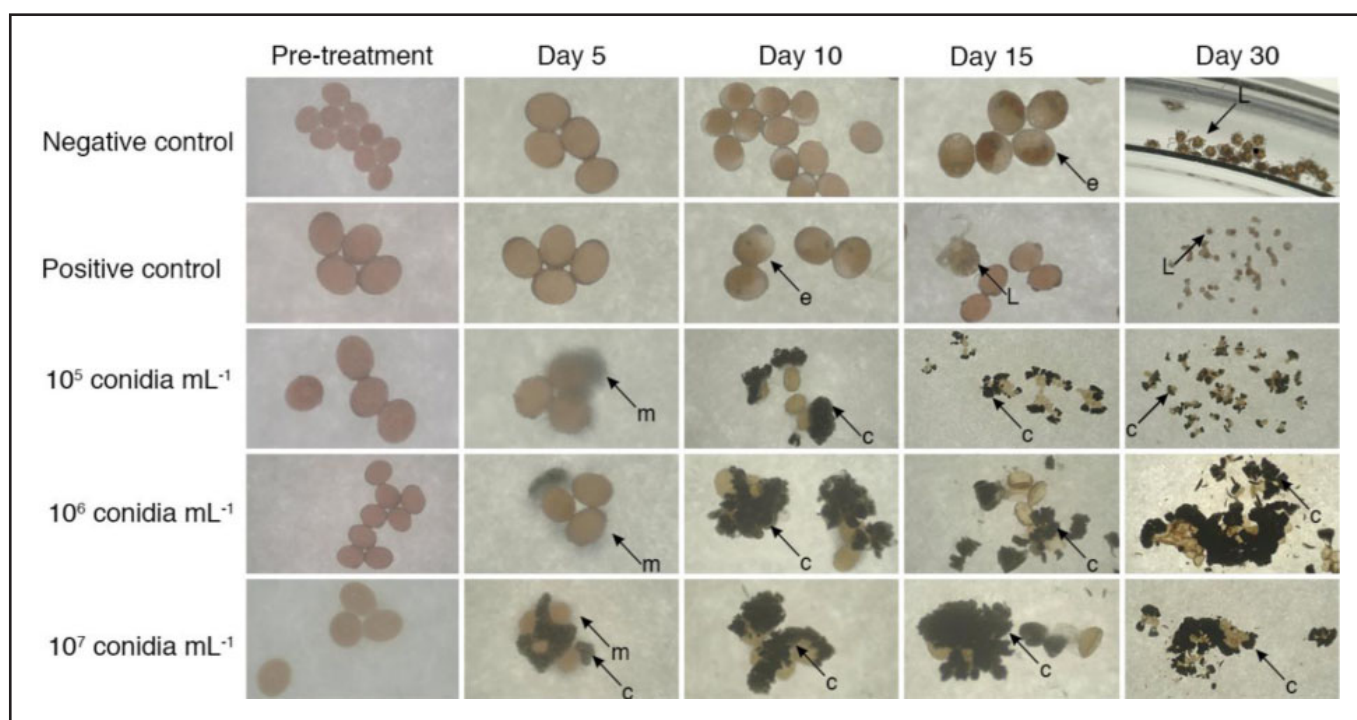 Pre-treatment Day 5 Day 10 Day 15 Day 30
Negative control
L
e
Positive control
e
L
L
10⁵ conidia mL⁻¹
m
c
c
c
10⁶ conidia mL⁻¹
m
c
c
c
10⁷ conidia mL⁻¹
m
c
c
c
c